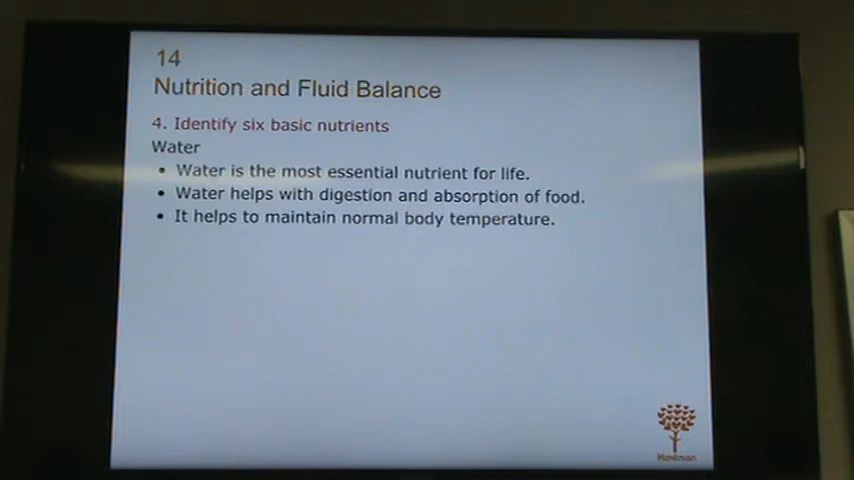 14
Nutrition and Fluid Balance
4. Identify six basic nutrients
Water
• Water is the most essential nutrient for life.
• Water helps with digestion and absorption of food.
• It helps to maintain normal body temperature.
Hartman